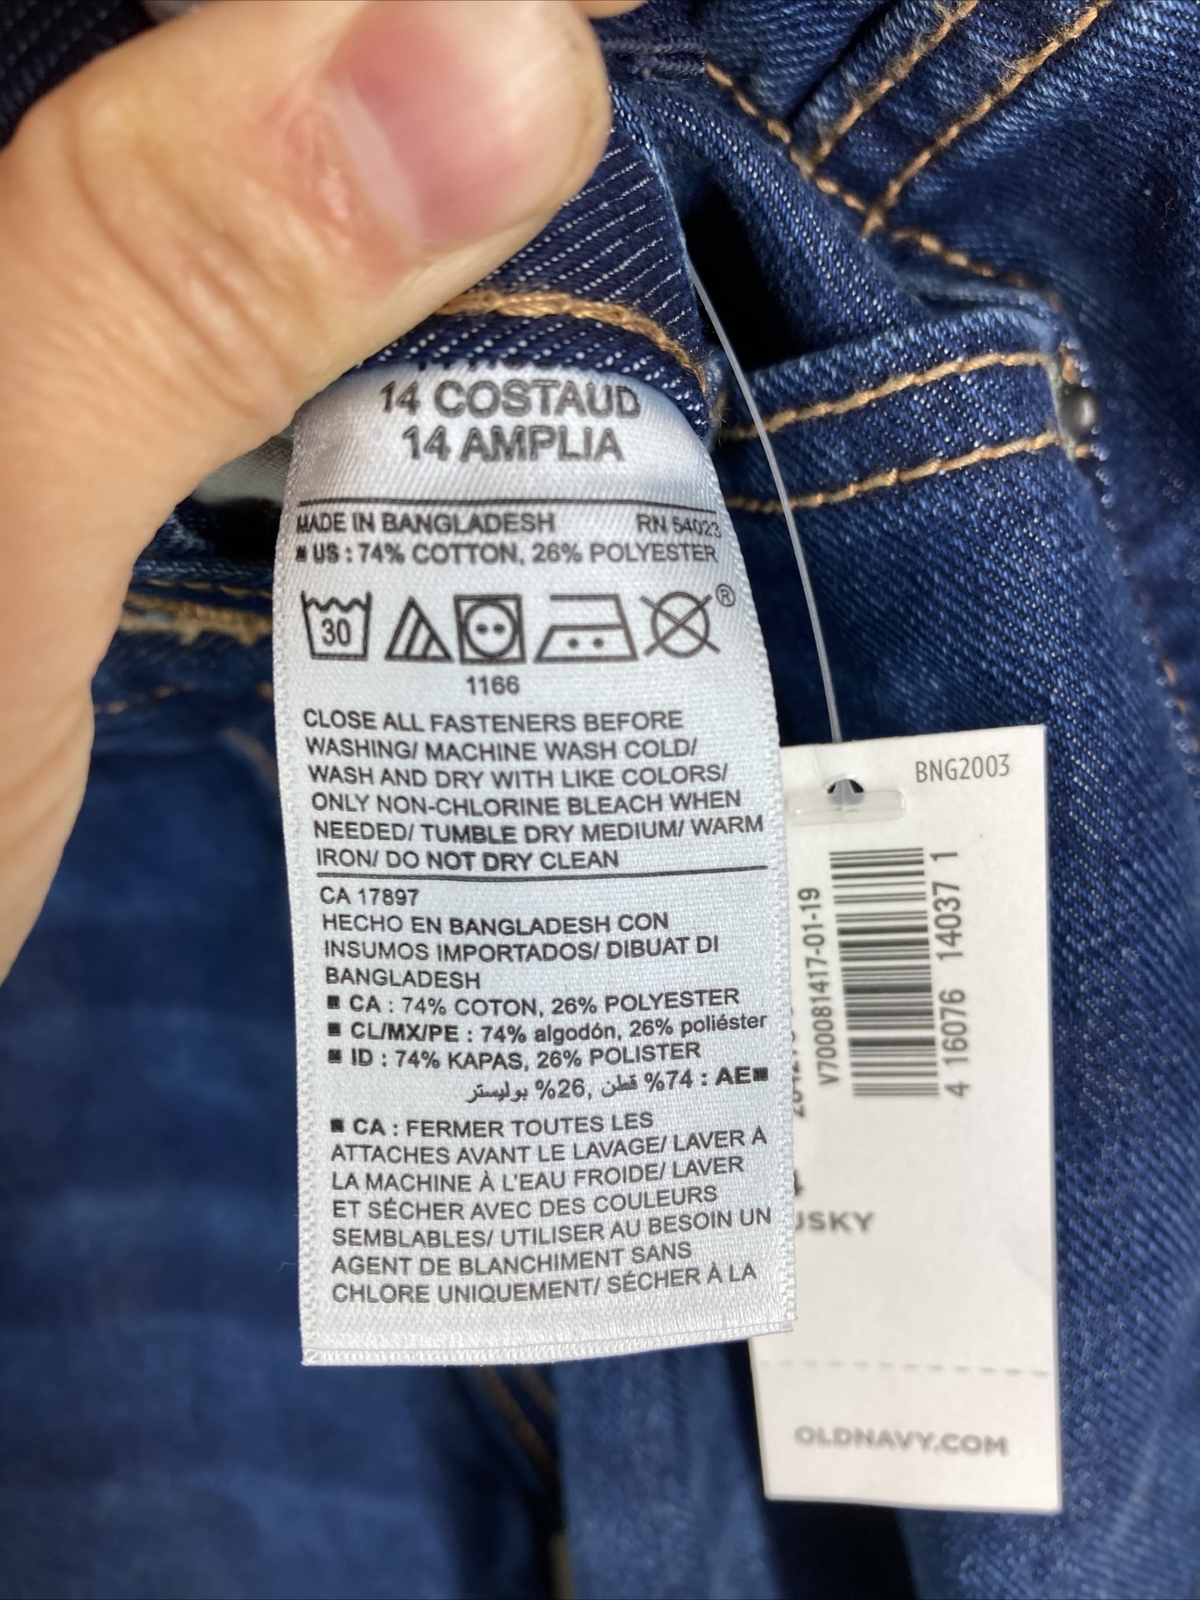 14 COSTAUD
14 AMPLIA
MADE IN BANGLADESH RN 54023
■ US : 74% COTTON, 26% POLYESTER
30 ®
1166
CLOSE ALL FASTENERS BEFORE
WASHING/ MACHINE WASH COLD/
WASH AND DRY WITH LIKE COLORS/
ONLY NON-CHLORINE BLEACH WHEN
NEEDED/ TUMBLE DRY MEDIUM/ WARM
IRON/ DO NOT DRY CLEAN
CA 17897
HECHO EN BANGLADESH CON
INSUMOS IMPORTADOS/ DIBUAT DI
BANGLADESH
■ CA : 74% COTON, 26% POLYESTER
■ CL/MX/PE : 74% algodón, 26% poliéster
■ ID : 74% KAPAS, 26% POLISTER
■AE : 74% قطن ,26% بوليستر
■ CA : FERMER TOUTES LES
ATTACHES AVANT LE LAVAGE/ LAVER À
LA MACHINE À L'EAU FROIDE/ LAVER
ET SÉCHER AVEC DES COULEURS
SEMBLABLES/ UTILISER AU BESOIN UN
AGENT DE BLANCHIMENT SANS
CHLORE UNIQUEMENT/ SÉCHER À LA
BNG2003
V700081417-01-19
4 16076 14037 1
USKY
OLDNAVY.COM